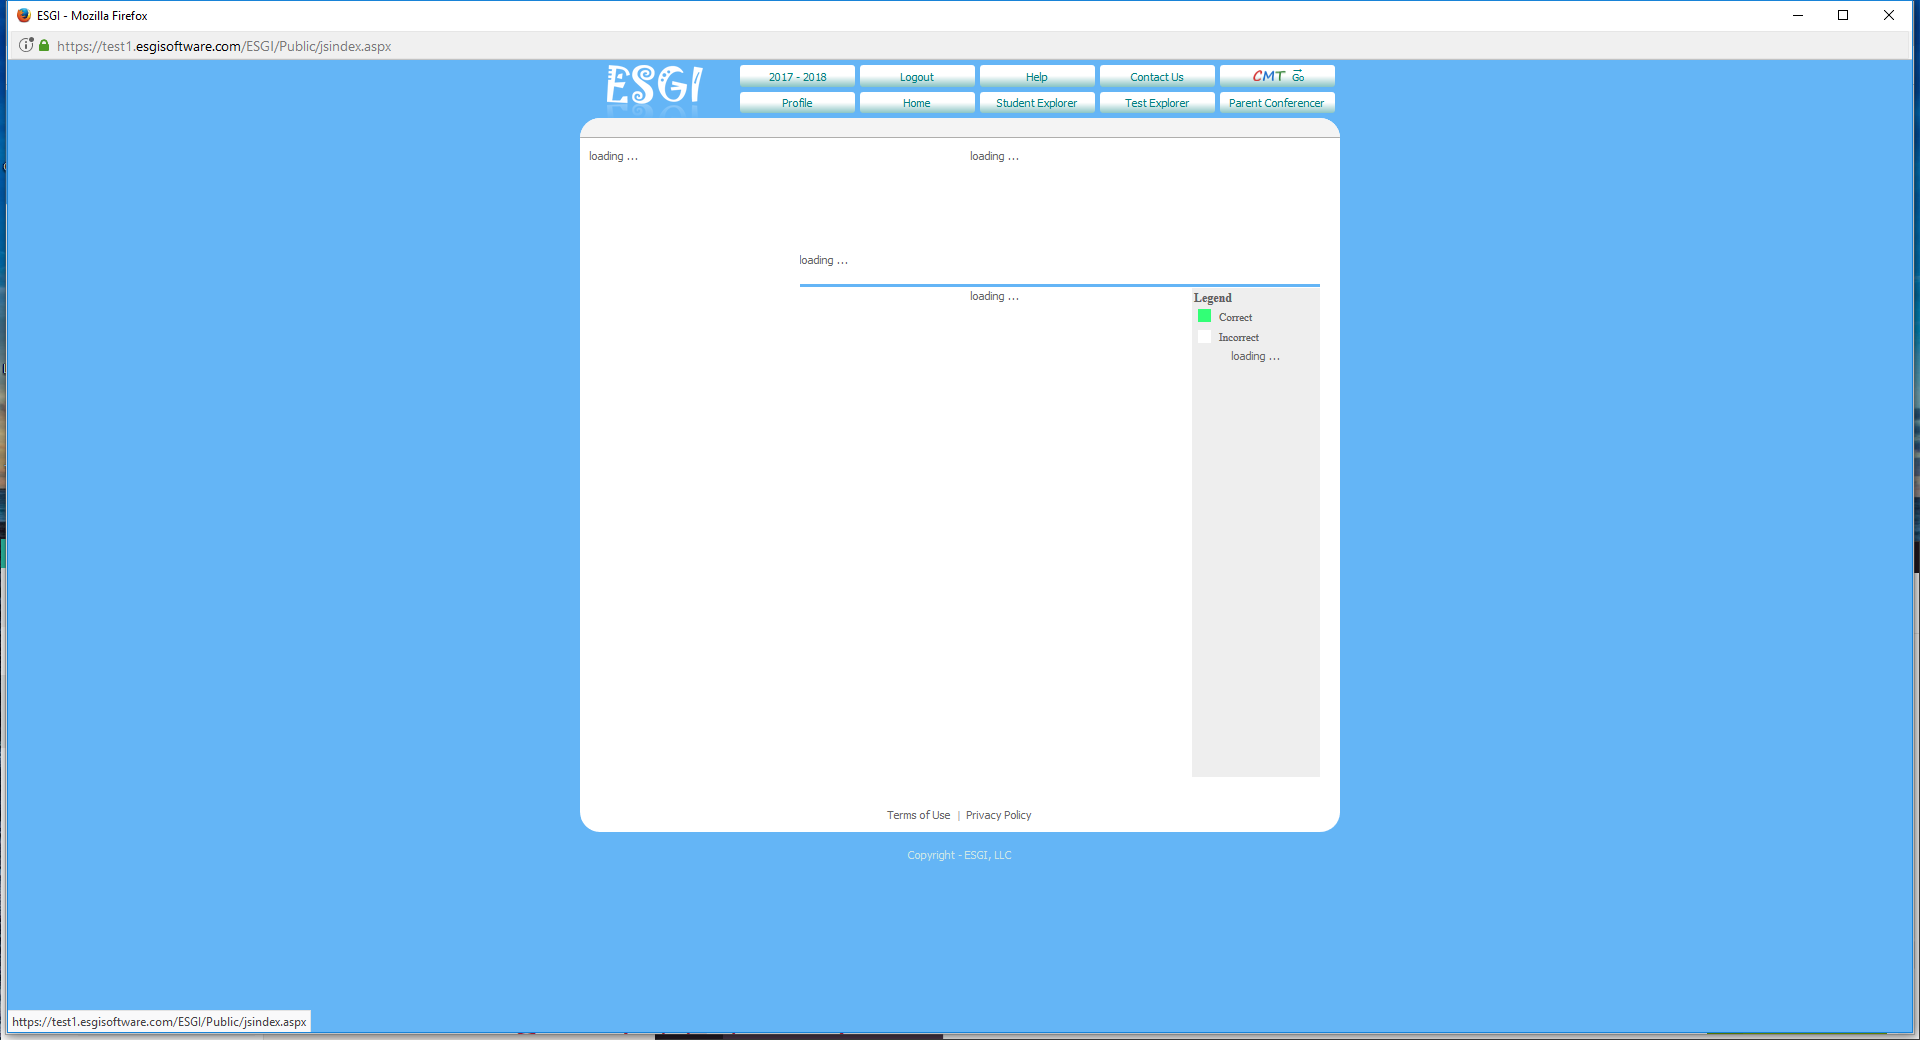 ESGI - Mozilla Firefox
https://test1.esgisoftware.com/ESGI/Public/jsindex.aspx
ESGI
2017 - 2018 Logout Help Contact Us CMT Go
Profile Home Student Explorer Test Explorer Parent Conferencer
loading ... loading ...
loading ...
loading ...
Legend
Correct
Incorrect
loading ...
Terms of Use | Privacy Policy
Copyright - ESGI, LLC
https://test1.esgisoftware.com/ESGI/Public/jsindex.aspx